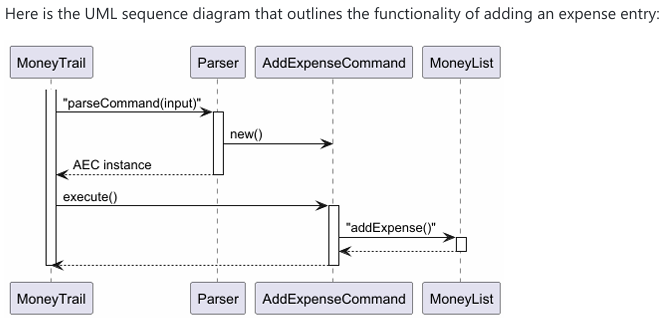 Here is the UML sequence diagram that outlines the functionality of adding an expense entry:
MoneyTrail Parser AddExpenseCommand MoneyList
"parseCommand(input)"
new()
AEC instance
execute()
"addExpense()"
MoneyTrail Parser AddExpenseCommand MoneyList